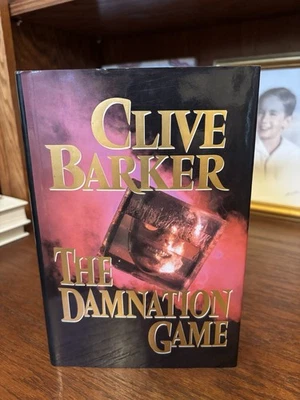 CLIVE
BARKER
THE
DAMNATION
GAME